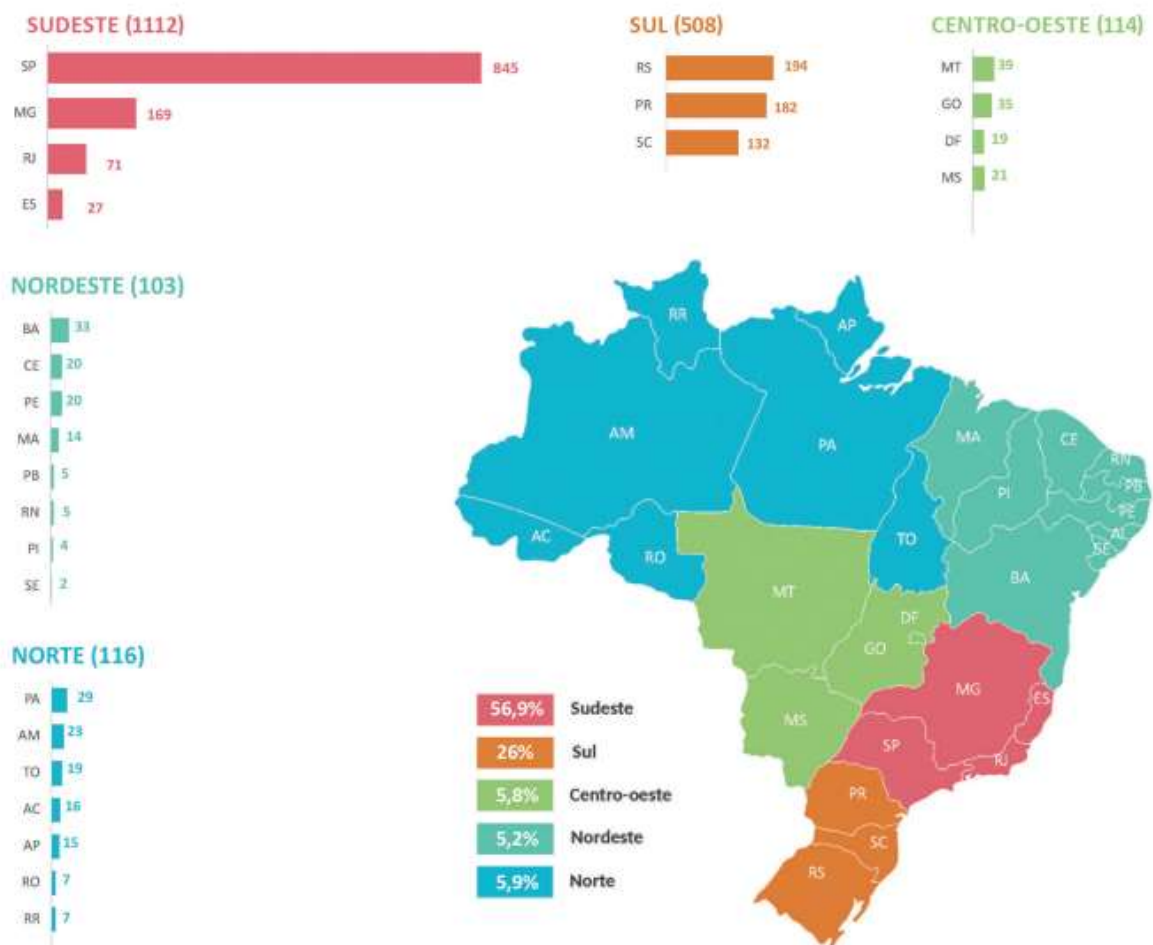 SUDESTE (1112)
SP 845
MG 169
RJ 71
ES 27
SUL (508)
RS 194
PR 182
SC 132
CENTRO-OESTE (114)
MT 39
GO 35
DF 19
MS 21
NORDESTE (103)
BA 33
CE 20
PE 20
MA 14
PB 5
RN 5
PI 4
SE 2
NORTE (116)
PA 29
AM 23
TO 19
AC 16
AP 15
RO 7
RR 7
RR
AP
AM
PA
MA
CE
RN
PB
PI
PE
AL
SE
AC
RO
TO
BA
MT
DF
GO
MG
ES
MS
SP
RJ
PR
SC
RS
56,9% Sudeste
26% Sul
5,8% Centro-oeste
5,2% Nordeste
5,9% Norte